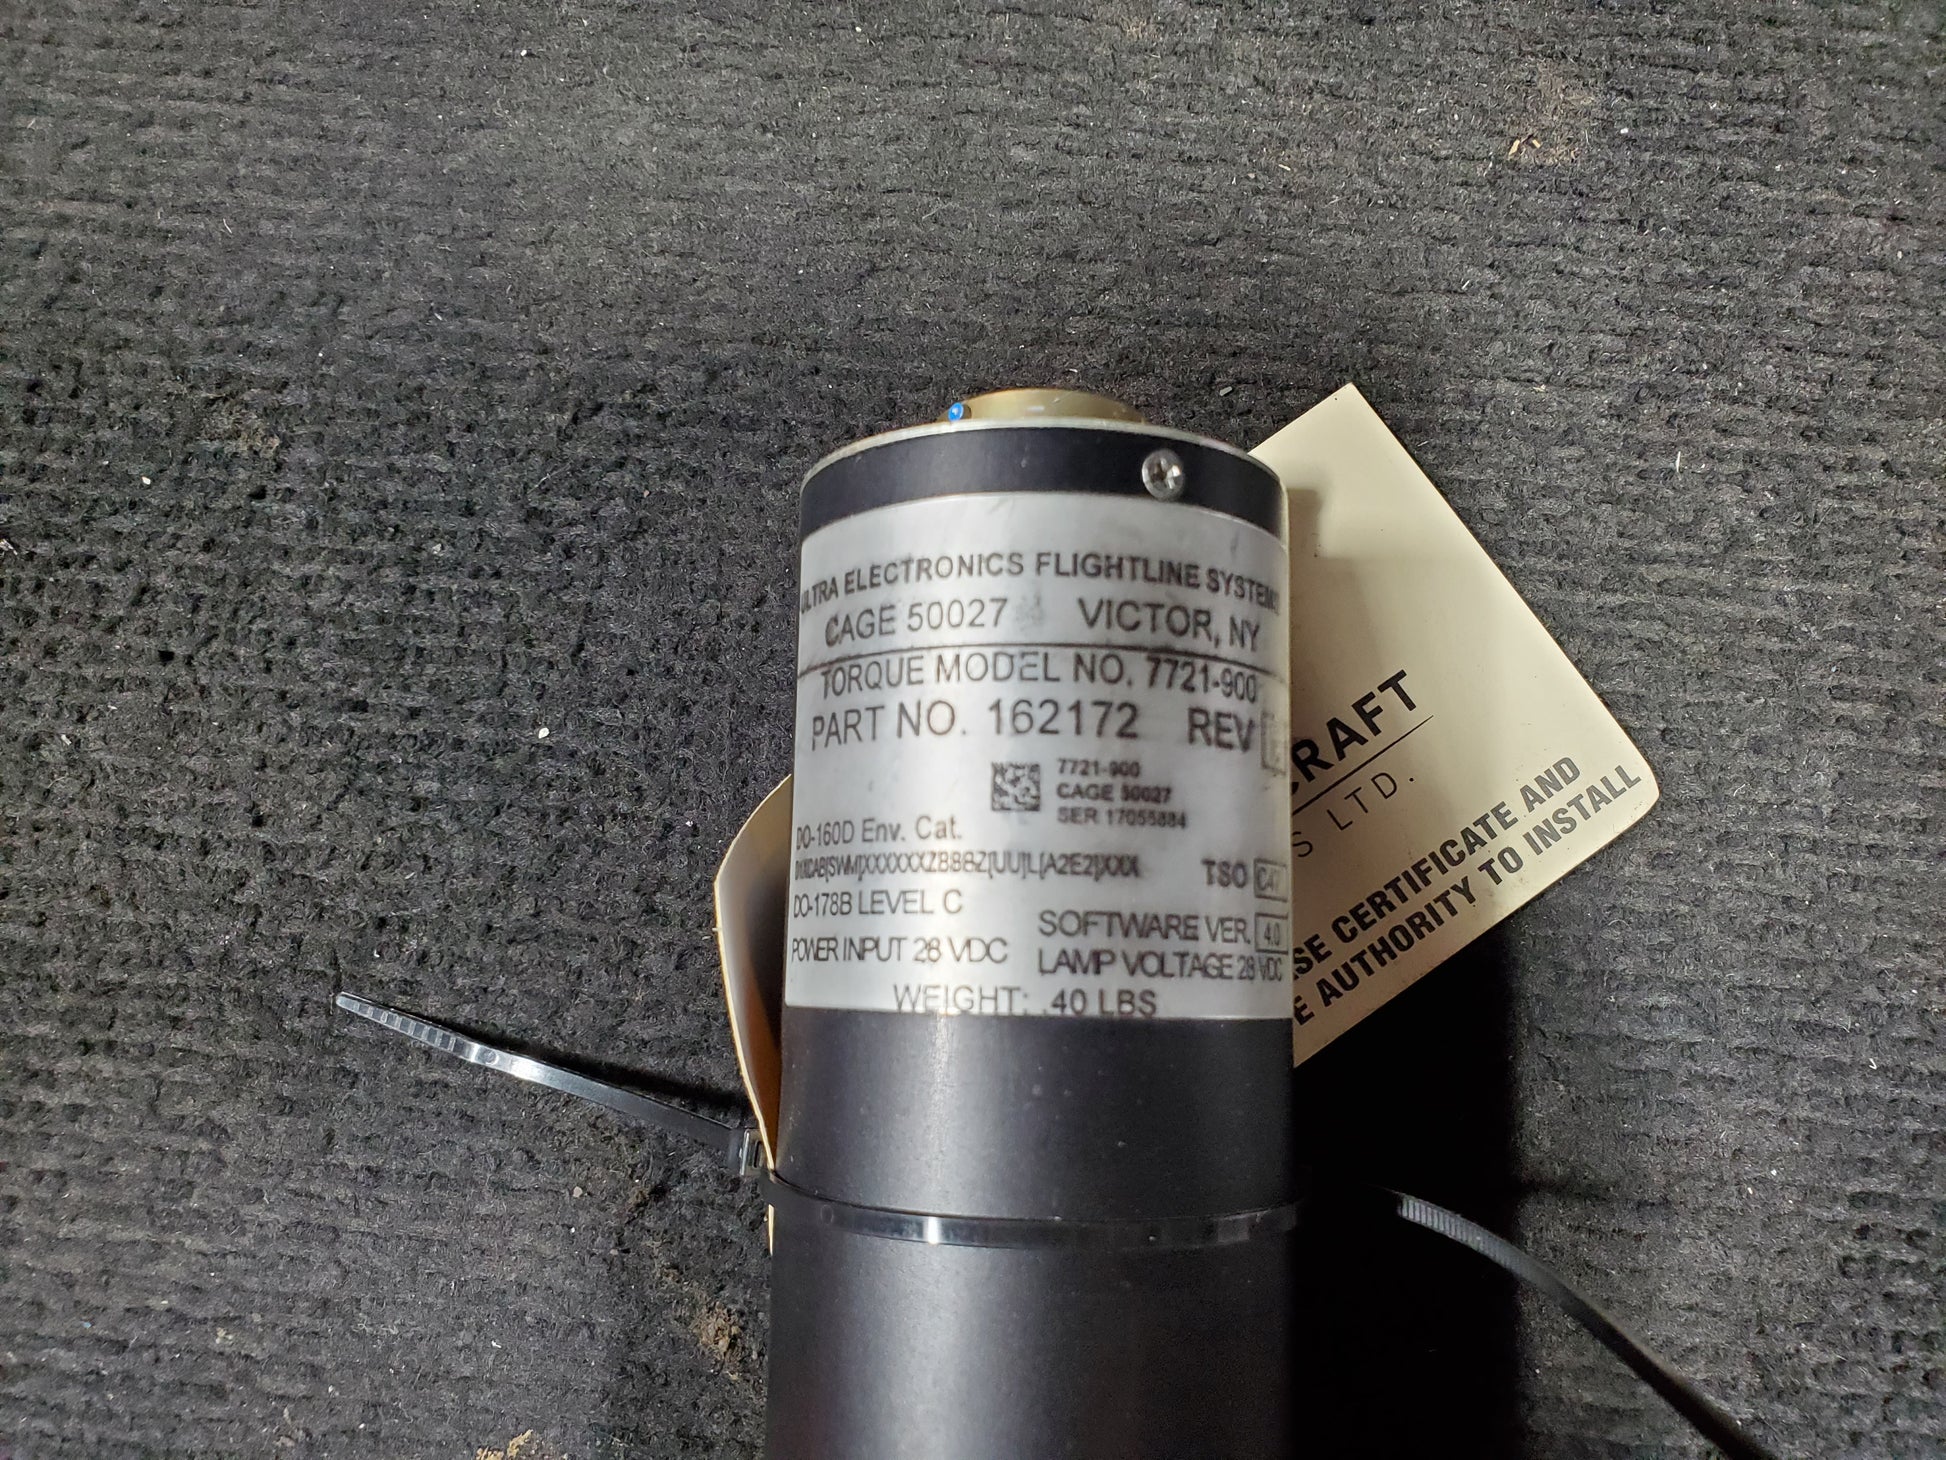 ULTRA ELECTRONICS FLIGHTLINE SYSTEMS
CAGE 50027 VICTOR, NY
TORQUE MODEL NO. 7721-900
PART NO. 162172 REV
7721-900
CAGE 50027
SER 17055884
DO-160D Env. Cat.
TSO
DO-178B LEVEL C
SOFTWARE VER. 4.0
POWER INPUT 28 VDC
LAMP VOLTAGE 28 VDC
WEIGHT: .40 LBS
CRAFT
S LTD.
SE CERTIFICATE AND
E AUTHORITY TO INSTALL